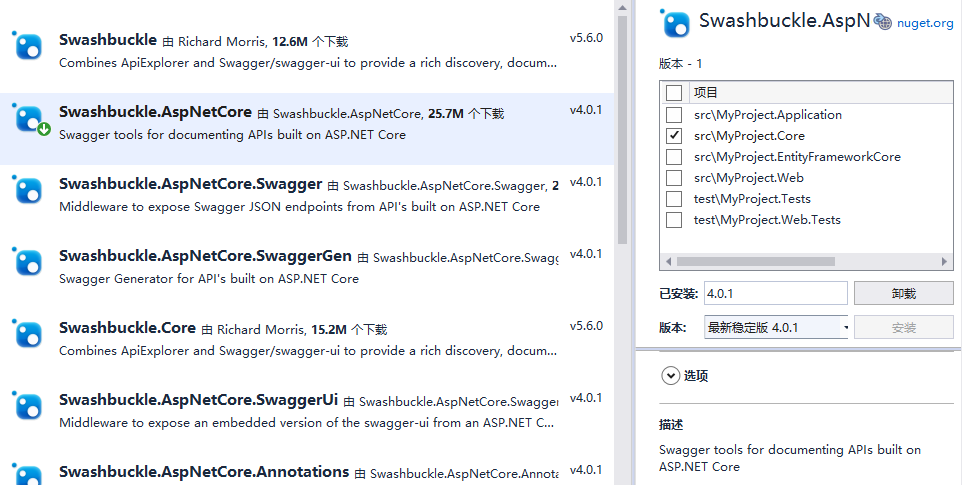 Swashbuckle 由 Richard Morris, 12.6M 个下载 v5.6.0
Combines ApiExplorer and Swagger/swagger-ui to provide a rich discovery, docum...
Swashbuckle.AspNetCore 由 Swashbuckle.AspNetCore, 25.7M 个下载 v4.0.1
Swagger tools for documenting APIs built on ASP.NET Core
Swashbuckle.AspNetCore.Swagger 由 Swashbuckle.AspNetCore.Swagger, 2 v4.0.1
Middleware to expose Swagger JSON endpoints from API's built on ASP.NET Core
Swashbuckle.AspNetCore.SwaggerGen 由 Swashbuckle.AspNetCore.Swagg v4.0.1
Swagger Generator for API's built on ASP.NET Core
Swashbuckle.Core 由 Richard Morris, 15.2M 个下载 v5.6.0
Combines ApiExplorer and Swagger/swagger-ui to provide a rich discovery, docum...
Swashbuckle.AspNetCore.SwaggerUi 由 Swashbuckle.AspNetCore.Swagger v4.0.1
Middleware to expose an embedded version of the swagger-ui from an ASP.NET C...
Swashbuckle.AspNetCore.Annotations 由 Swashbuckle.AspNetCore.Annota v4.0.1
Swashbuckle.AspN nuget.org
版本 - 1
项目
src\MyProject.Application
src\MyProject.Core
src\MyProject.EntityFrameworkCore
src\MyProject.Web
test\MyProject.Tests
test\MyProject.Web.Tests
已安装: 4.0.1 卸载
版本: 最新稳定版 4.0.1 安装
选项
描述
Swagger tools for documenting APIs built on
ASP.NET Core